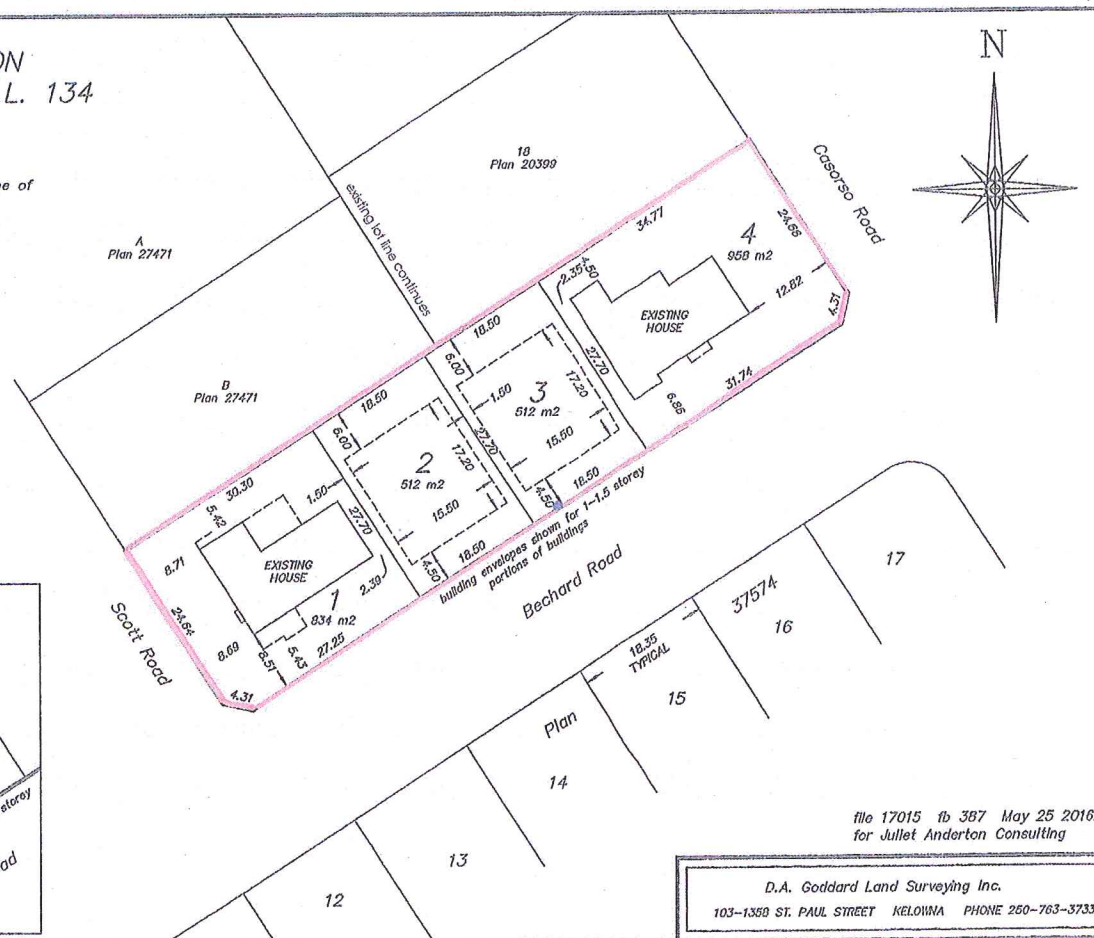 ON
L. 134
e of
N
Casorso Road
18
Plan 20399
existing lot line continues
A
Plan 27471
B
Plan 27471
34.77
24.66
4
958 m2
12.82
4.31
2.35
4.50
EXISTING
HOUSE
31.74
6.86
18.50
6.00
1.50
3
512 m2
17.20
27.70
15.50
4.50
18.50
27.70
18.50
6.00
2
512 m2
17.20
15.50
4.50
18.50
building envelopes shown for 1-1.5 storey
portions of buildings
30.30
5.42
1.50
27.70
8.71
EXISTING
HOUSE
2.39
1
834 m2
24.64
8.69
8.51
5.43
27.25
4.31
Scott Road
Bechard Road
17
37574
16
18.35
TYPICAL
15
Plan
14
13
12
storey
ad
file 17015 fb 387 May 25 2016
for Juliet Anderton Consulting
D.A. Goddard Land Surveying Inc.
103-1358 ST. PAUL STREET KELOWNA PHONE 250-763-3733